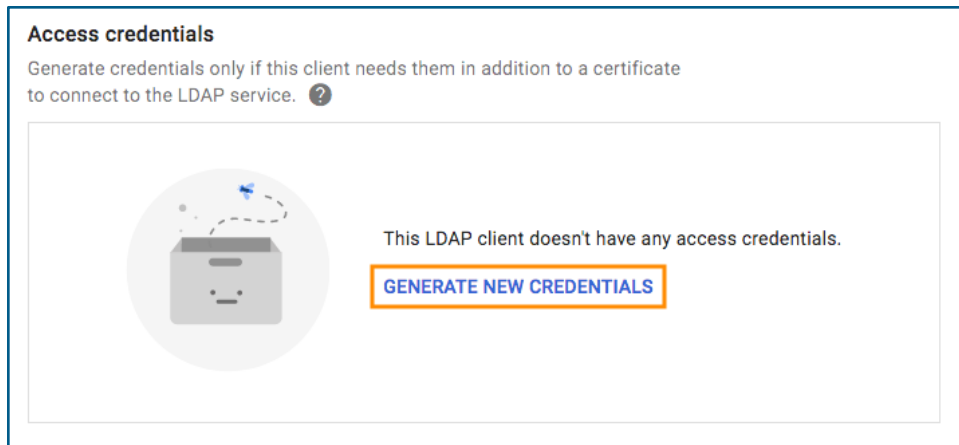 Access credentials
Generate credentials only if this client needs them in addition to a certificate
to connect to the LDAP service. ?
This LDAP client doesn't have any access credentials.
GENERATE NEW CREDENTIALS